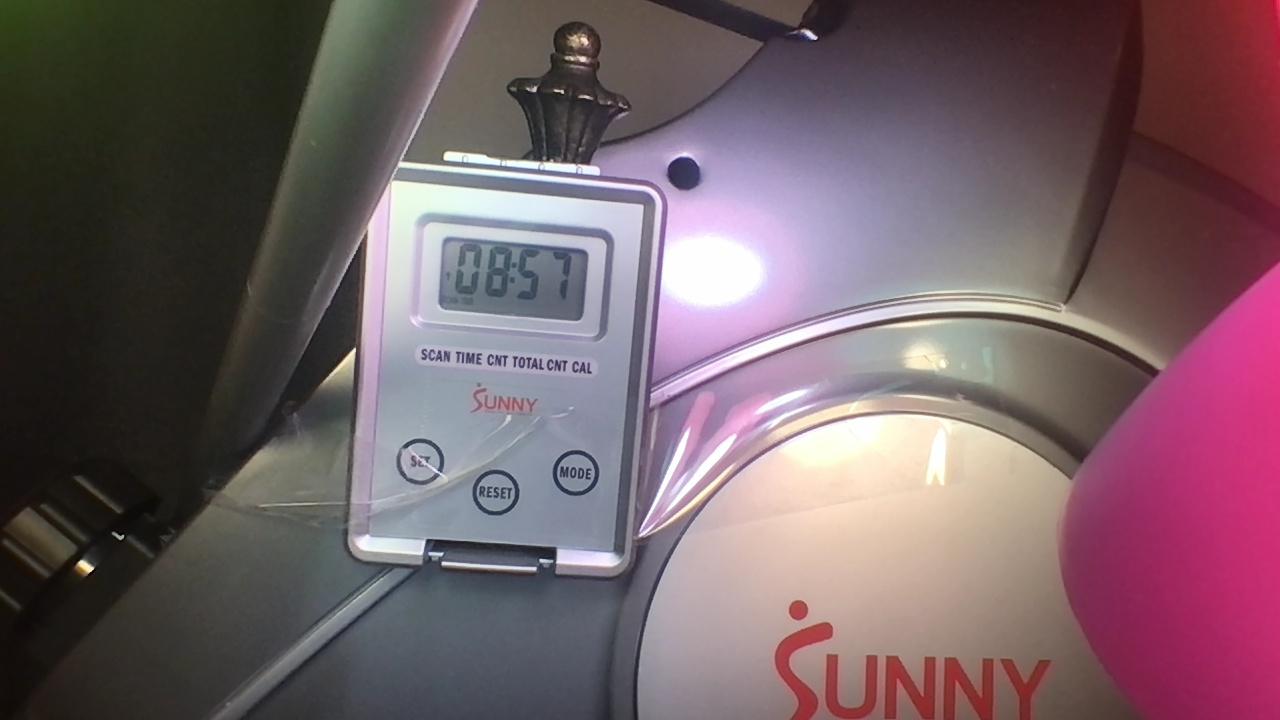 08:57
SCAN TIME CNT TOTAL CNT CAL
SUNNY
SET
RESET
MODE
SUNNY